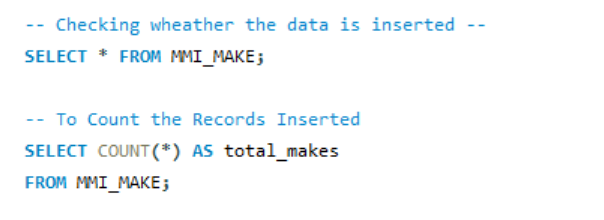 -- Checking wheather the data is inserted --
SELECT * FROM MMI_MAKE;
-- To Count the Records Inserted
SELECT COUNT(*) AS total_makes
FROM MMI_MAKE;